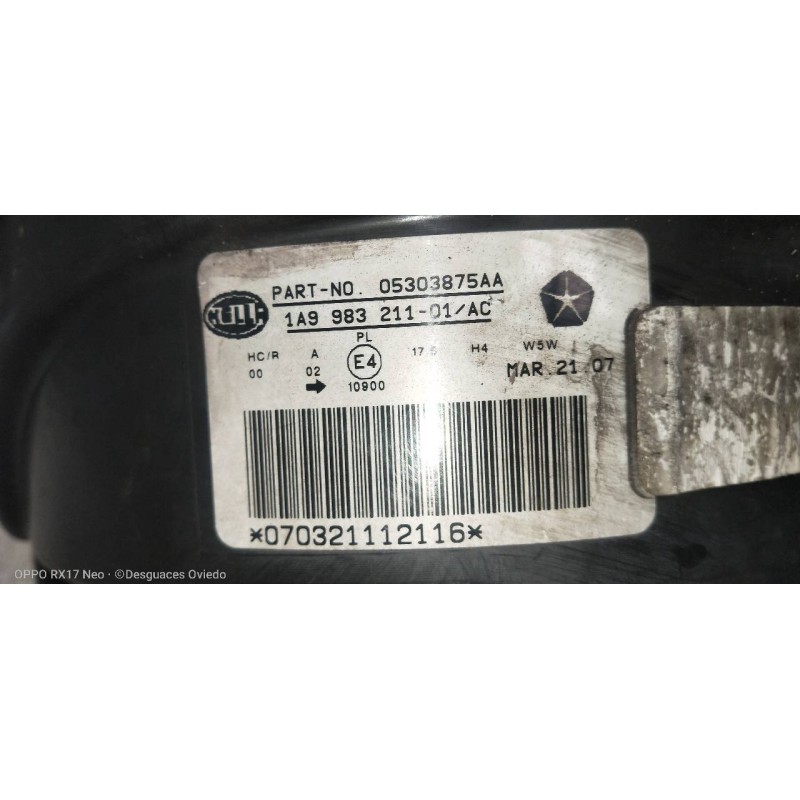 PART-NO. 05303875AA
HELLA
1A9 983 211-01/AC
PL
HC/R A E4 17.5 H4 W5W
00 02 10900 MAR.21.07
*070321112116*
OPPO RX17 Neo · ©Desguaces Oviedo